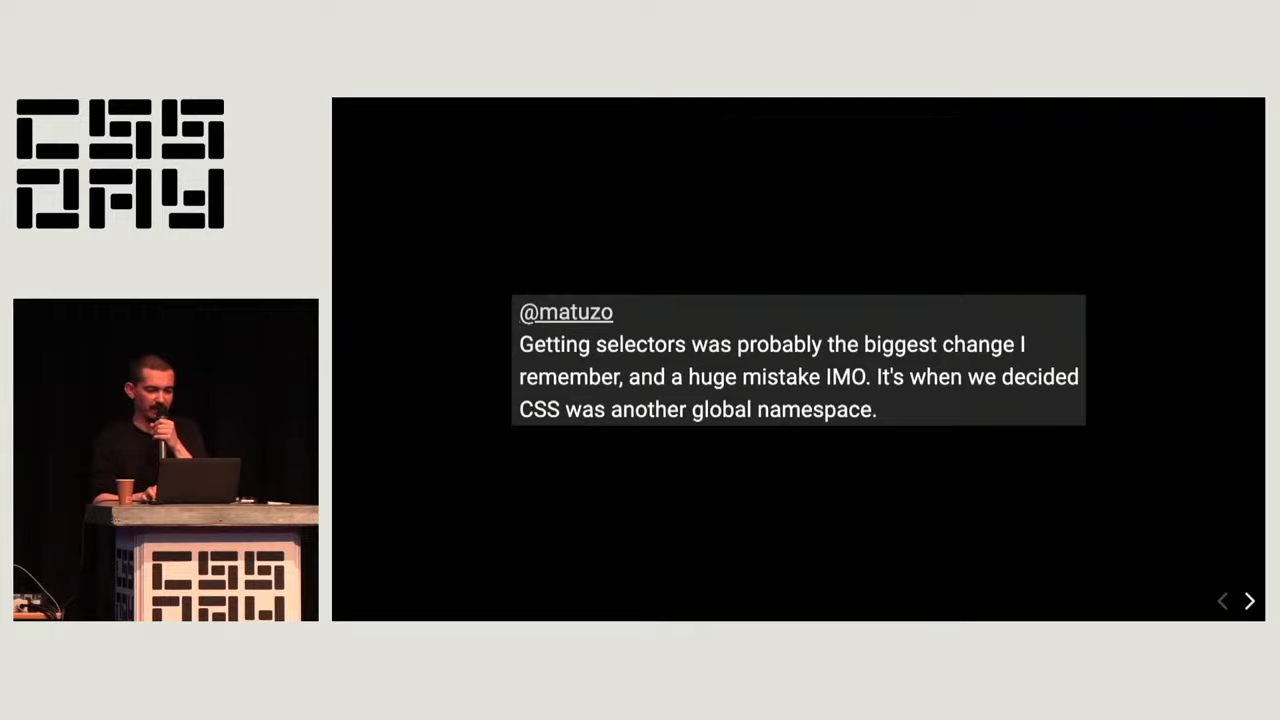 CSS
DAY
@matuzo
Getting selectors was probably the biggest change I
remember, and a huge mistake IMO. It's when we decided
CSS was another global namespace.
CSS
DAY